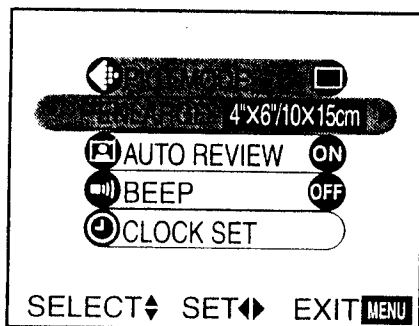 4"X6"/10X15cm
AUTO REVIEW ON
BEEP OFF
CLOCK SET
SELECT SET EXIT MENU